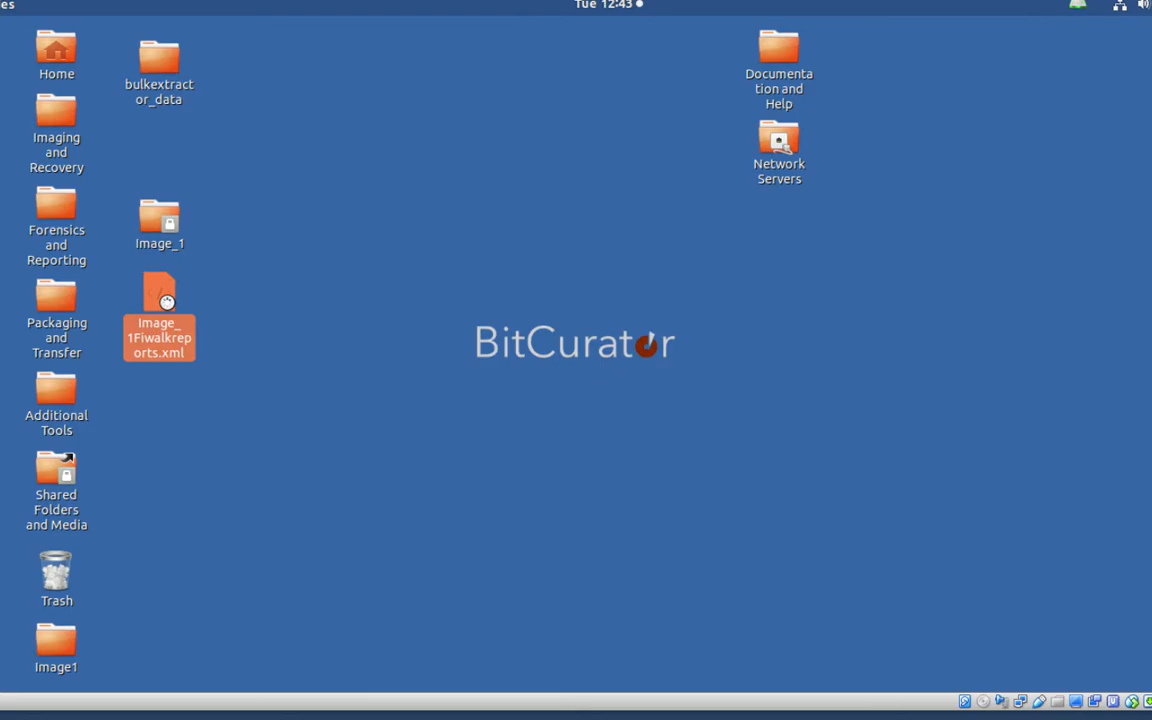 es
Tue 12:43
Home
bulkextract
or_data
Documenta
tion and
Help
Imaging
and
Recovery
Network
Servers
Forensics
and
Reporting
Image_1
Packaging
and
Transfer
Image_
1Fiwalkrep
orts.xml
BitCurator
Additional
Tools
Shared
Folders
and Media
Trash
Image1